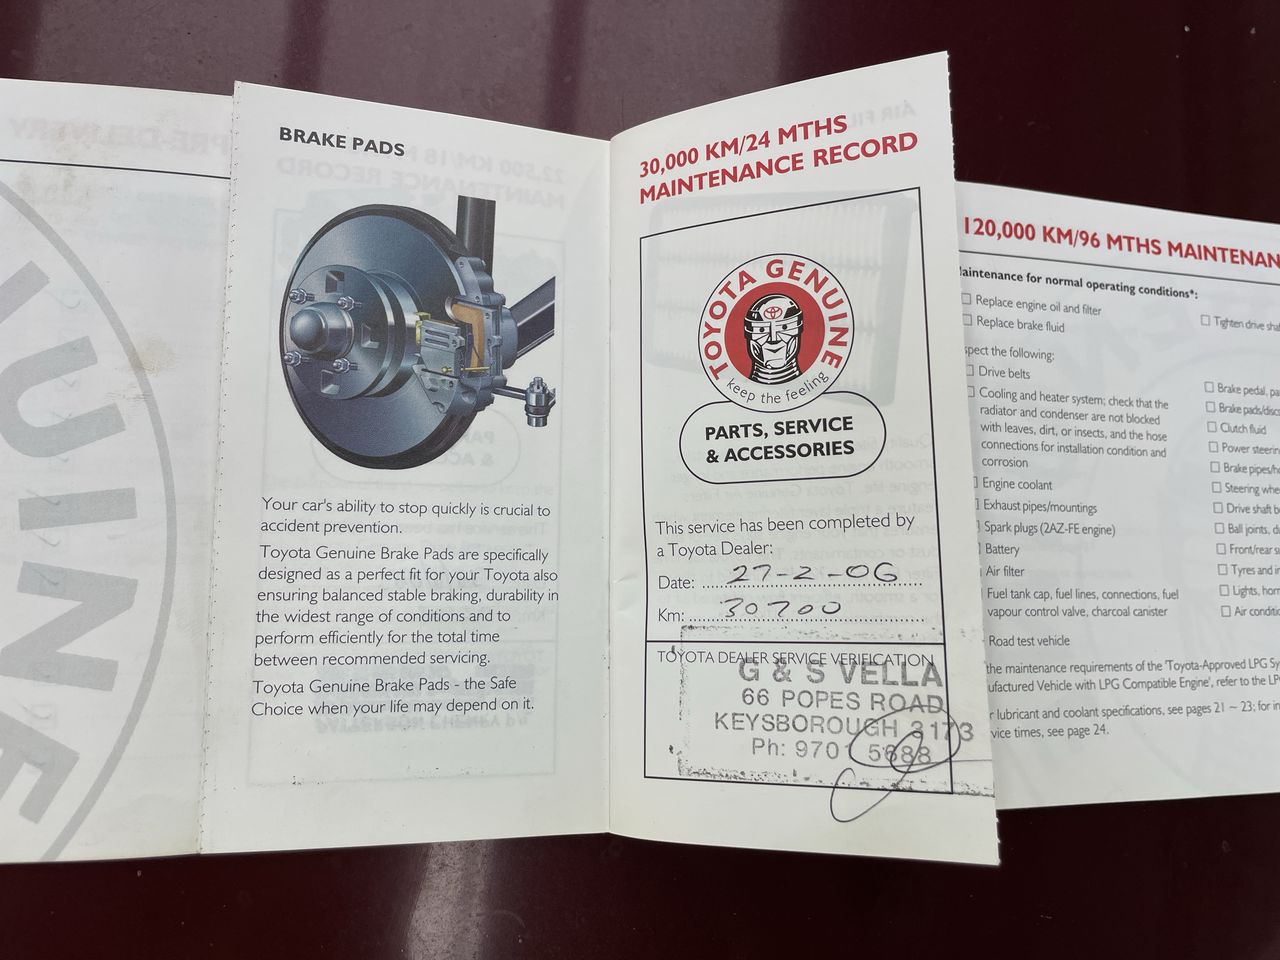 UINE
BRAKE PADS
Your car's ability to stop quickly is crucial to
accident prevention.
Toyota Genuine Brake Pads are specifically
designed as a perfect fit for your Toyota also
ensuring balanced stable braking, durability in
the widest range of conditions and to
perform efficiently for the total time
between recommended servicing.
Toyota Genuine Brake Pads - the Safe
Choice when your life may depend on it.
30,000 KM/24 MTHS
MAINTENANCE RECORD
TOYOTA GENUINE
keep the feeling
PARTS, SERVICE
& ACCESSORIES
This service has been completed by
a Toyota Dealer:
Date: 27-2-06
Km: 30700
TOYOTA DEALER SERVICE VERIFICATION
G & S VELLA
66 POPES ROAD
KEYSBOROUGH 3173
Ph: 9701 5688
120,000 KM/96 MTHS MAINTENAN
aintenance for normal operating conditions*:
Replace engine oil and filter
Replace brake fluid
Tighten drive shaf
spect the following:
Drive belts
Cooling and heater system; check that the
radiator and condenser are not blocked
with leaves, dirt, or insects, and the hose
connections for installation condition and
corrosion
Engine coolant
Exhaust pipes/mountings
Spark plugs (2AZ-FE engine)
Battery
Air filter
Fuel tank cap, fuel lines, connections, fuel
vapour control valve, charcoal canister
Road test vehicle
Brake pedal, pa
Brake pads/discs
Clutch fluid
Power steerin
Brake pipes/h
Steering whe
Drive shaft b
Ball joints, du
Front/rear su
Tyres and in
Lights, horn
Air conditio
the maintenance requirements of the 'Toyota-Approved LPG Sy
ufactured Vehicle with LPG Compatible Engine', refer to the LP
r lubricant and coolant specifications, see pages 21 ~ 23; for in
vice times, see page 24.